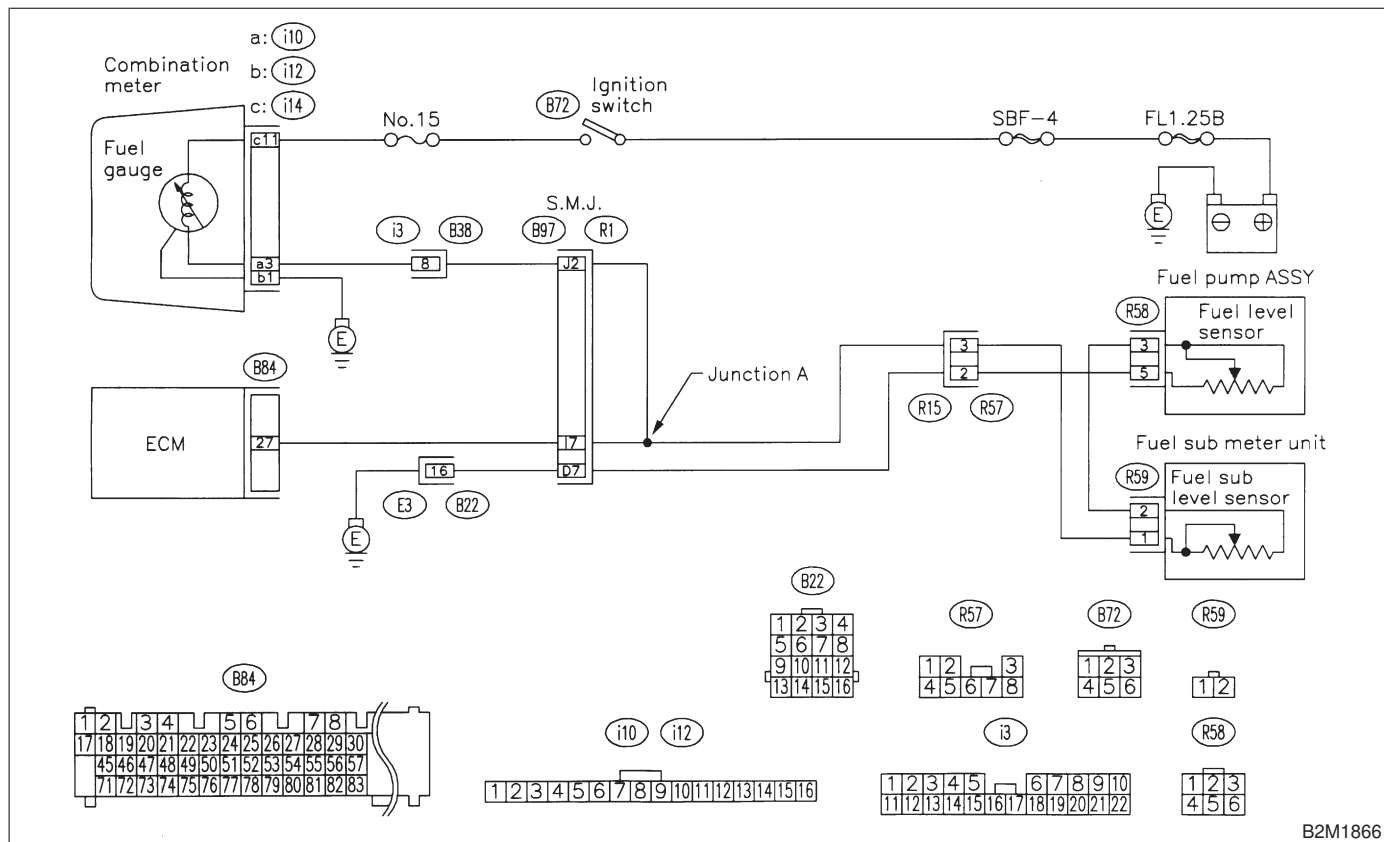 a: i10
Combination
meter
b: i12
c: i14
Fuel
gauge
c11
No.15
B72
Ignition
switch
SBF-4
FL1.25B
E
S.M.J.
i3
B38
B97
R1
a3
b1
8
J2
E
Fuel pump ASSY
R58
Fuel level
sensor
3
5
3
2
B84
Junction A
R15
R57
ECM
27
I7
D7
Fuel sub meter unit
R59
Fuel sub
level sensor
2
1
16
E3
B22
E
B22
1 2 3 4
5 6 7 8
9 10 11 12
13 14 15 16
R57
1 2 3
4 5 6 7 8
B72
1 2 3
4 5 6
R59
1 2
B84
1 2 3 4 5 6 7 8
17 18 19 20 21 22 23 24 25 26 27 28 29 30
45 46 47 48 49 50 51 52 53 54 55 56 57
71 72 73 74 75 76 77 78 79 80 81 82 83
i10 i12
1 2 3 4 5 6 7 8 9 10 11 12 13 14 15 16
i3
1 2 3 4 5 6 7 8 9 10
11 12 13 14 15 16 17 18 19 20 21 22
R58
1 2 3
4 5 6
B2M1866